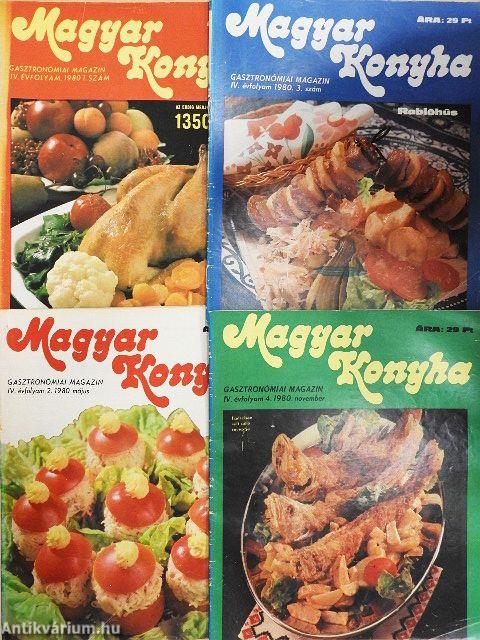 Magyar
Kony
GASZTRONÓMIAI MAGAZIN
IV. ÉVFOLYAM, 1980 1. SZÁM
1350
Magyar
Konyha
ÁRA: 29 Ft
GASZTRONÓMIAI MAGAZIN
IV. évfolyam 1980. 3. szám
Rablóhús
Magyar
Kony
GASZTRONÓMIAI MAGAZIN
IV. évfolyam 2. 1980 május
Magyar
Konyha
ÁRA: 29 Ft
GASZTRONÓMIAI MAGAZIN
IV. évfolyam 4. 1980. november
Antikvárium.hu